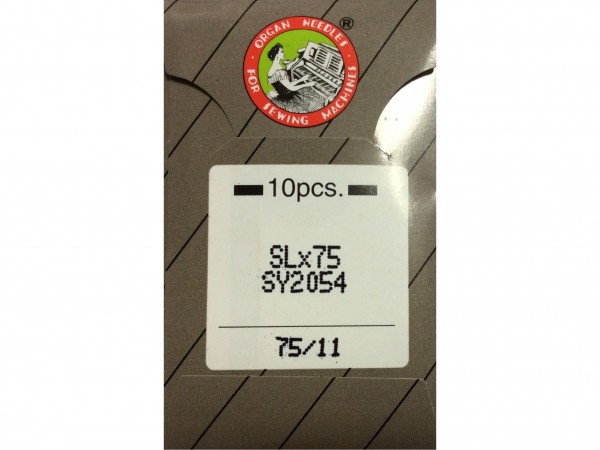 ORGAN NEEDLES
®
FOR SEWING MACHINES
10pcs.
SLx75
SY2054
75/11